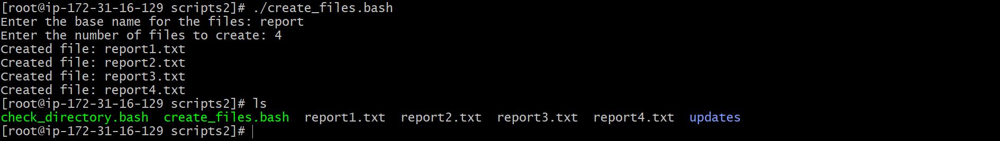 [root@ip-172-31-16-129 scripts2]# ./create_files.bash
Enter the base name for the files: report
Enter the number of files to create: 4
Created file: report1.txt
Created file: report2.txt
Created file: report3.txt
Created file: report4.txt
[root@ip-172-31-16-129 scripts2]# ls
check_directory.bash  create_files.bash  report1.txt  report2.txt  report3.txt  report4.txt  updates
[root@ip-172-31-16-129 scripts2]#